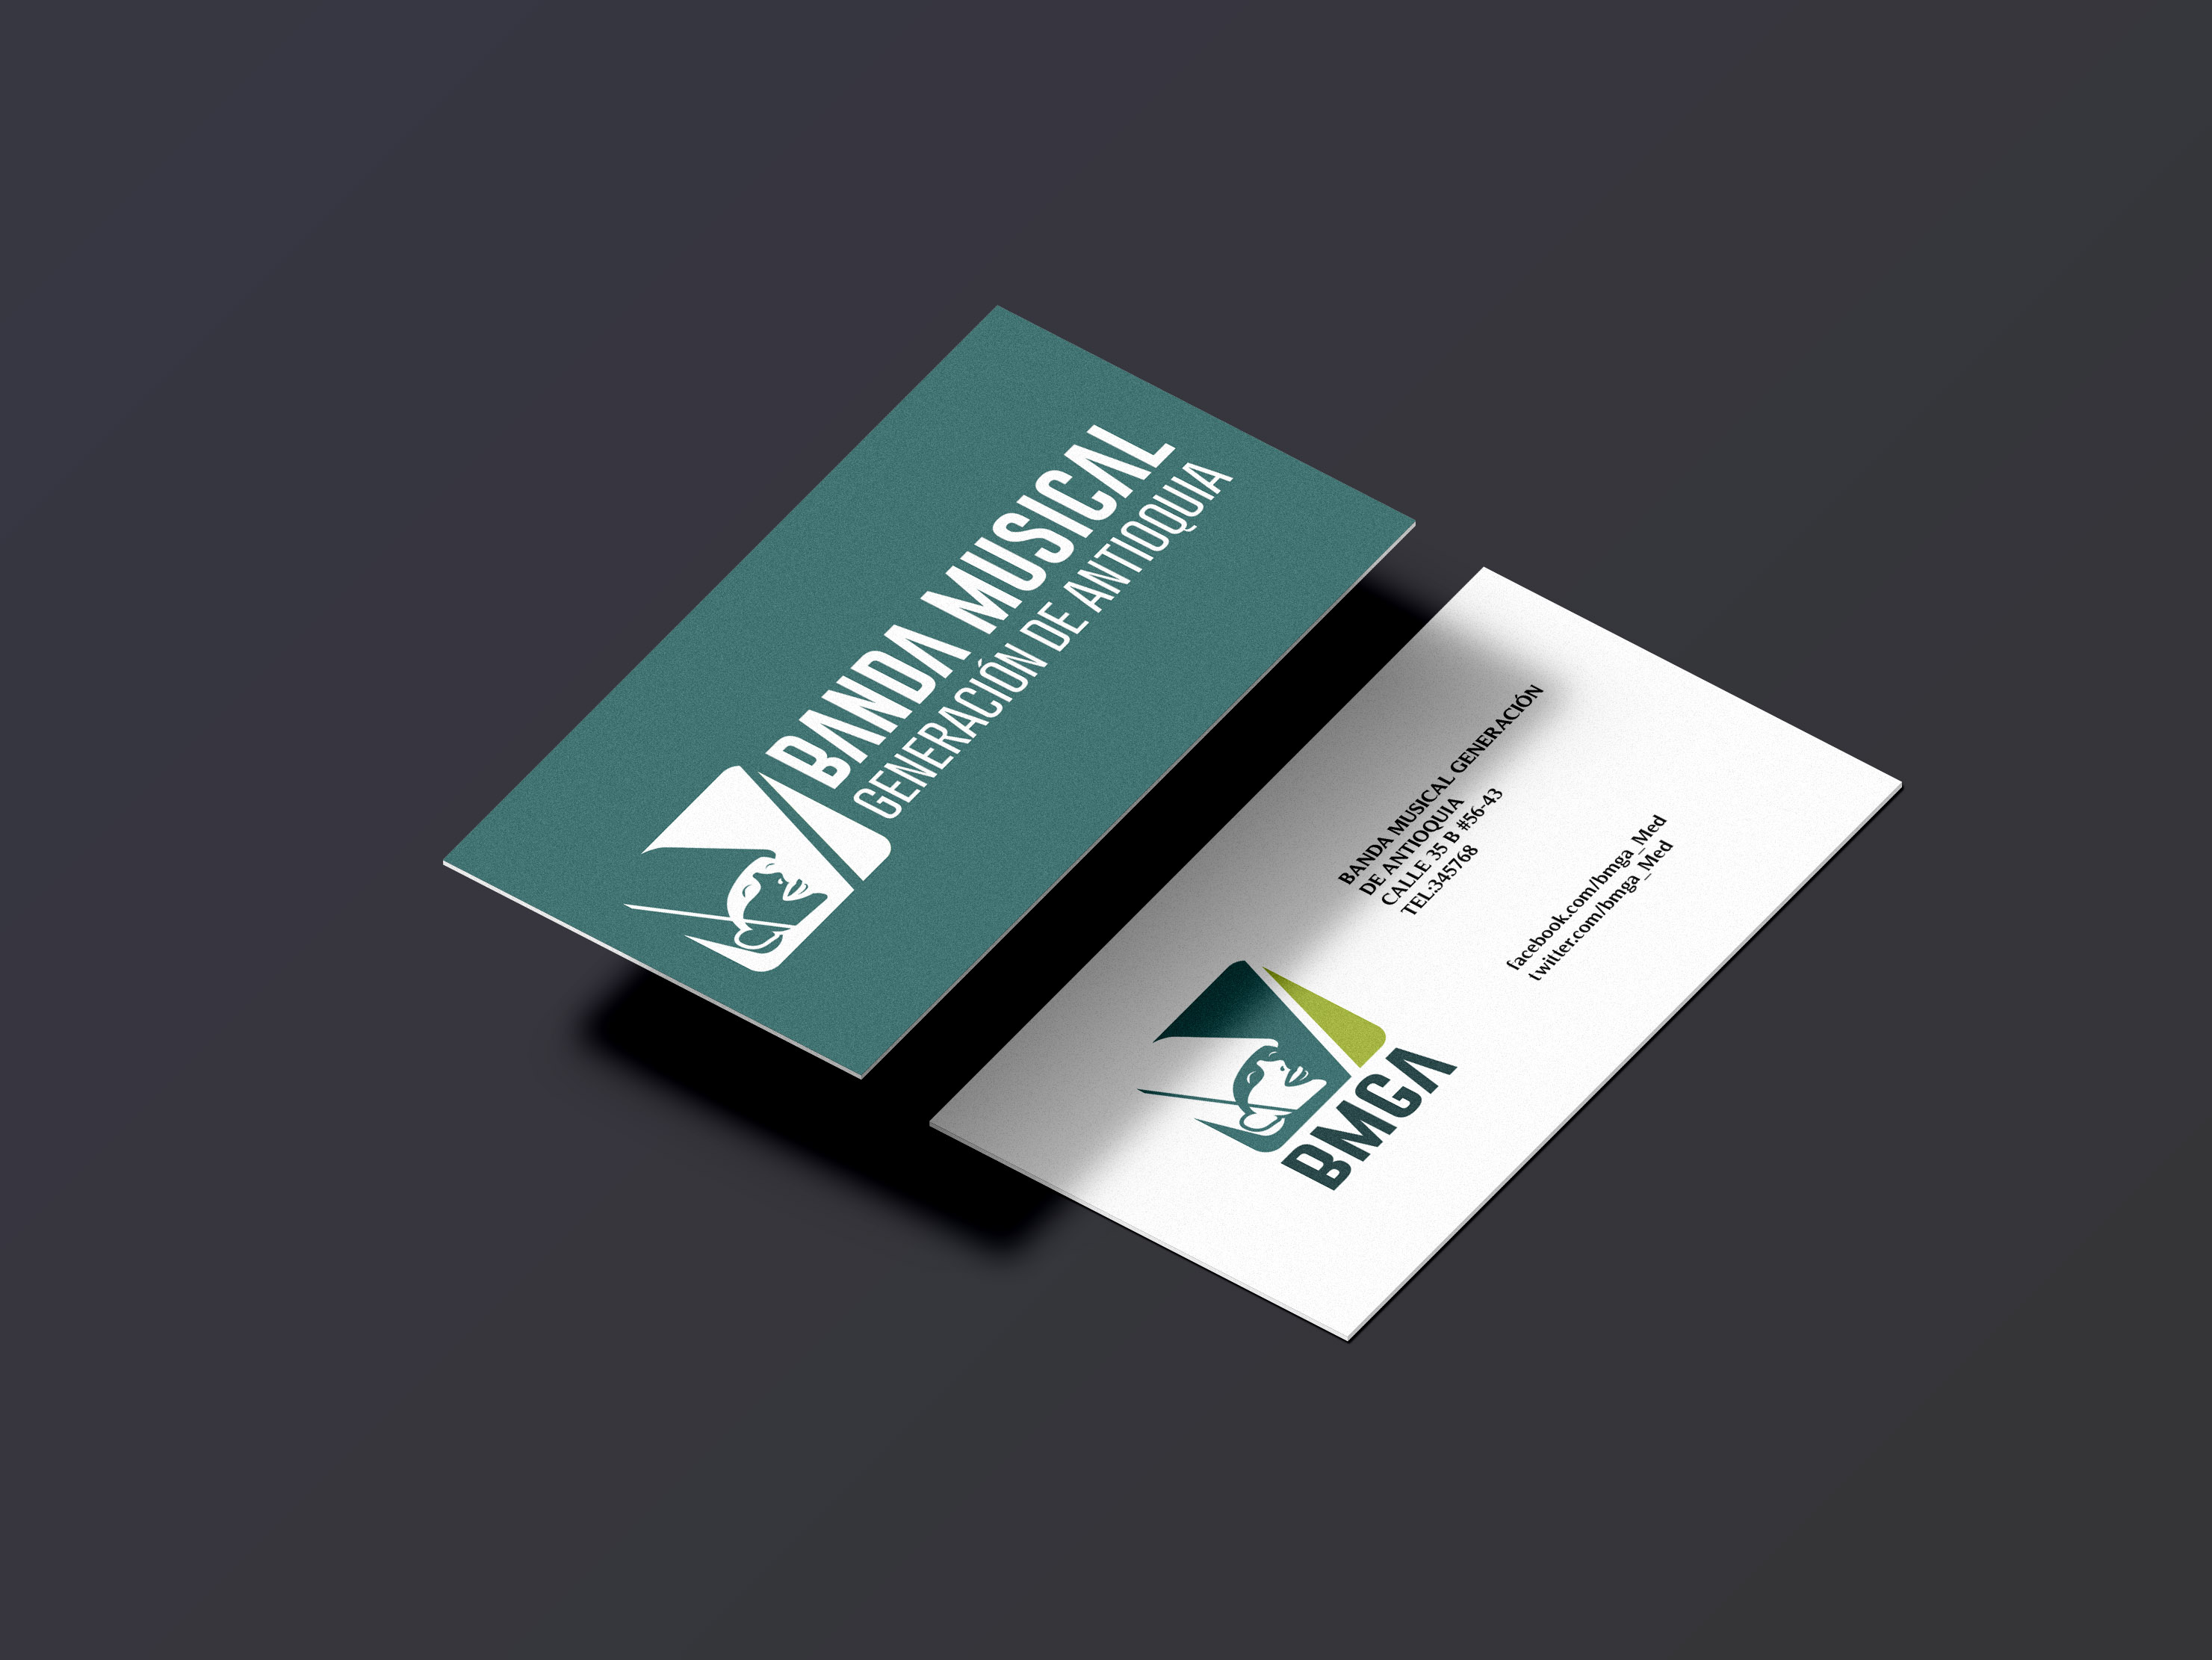 BANDA MUSICAL
GENERACIÓN DE ANTIOQUIA
BANDA MUSICAL GENERACIÓN
DE ANTIOQUIA
CALLE 35 B #56-43
TEL:345768
facebook.com/bmga_Med
twitter.com/bmga_Med
BMGA